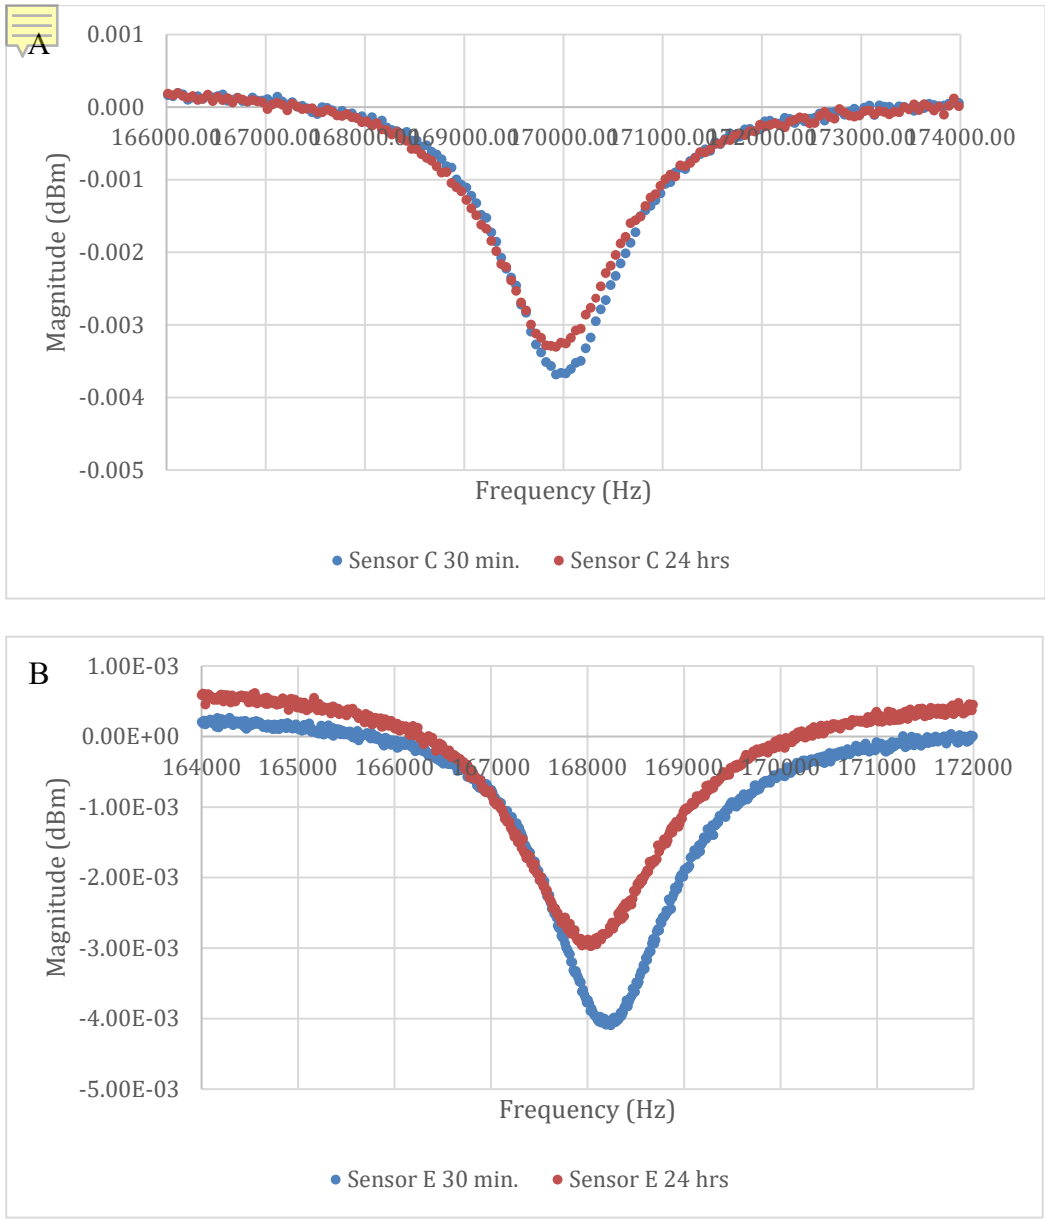 A
0.001
0.000
-0.001
-0.002
-0.003
-0.004
-0.005
Magnitude (dBm)
166000.00 167000.00 168000.00 169000.00 170000.00 171000.00 172000.00 173000.00 174000.00
Frequency (Hz)
Sensor C 30 min. Sensor C 24 hrs
B
1.00E-03
0.00E+00
-1.00E-03
-2.00E-03
-3.00E-03
-4.00E-03
-5.00E-03
Magnitude (dBm)
164000 165000 166000 167000 168000 169000 170000 171000 172000
Frequency (Hz)
Sensor E 30 min. Sensor E 24 hrs